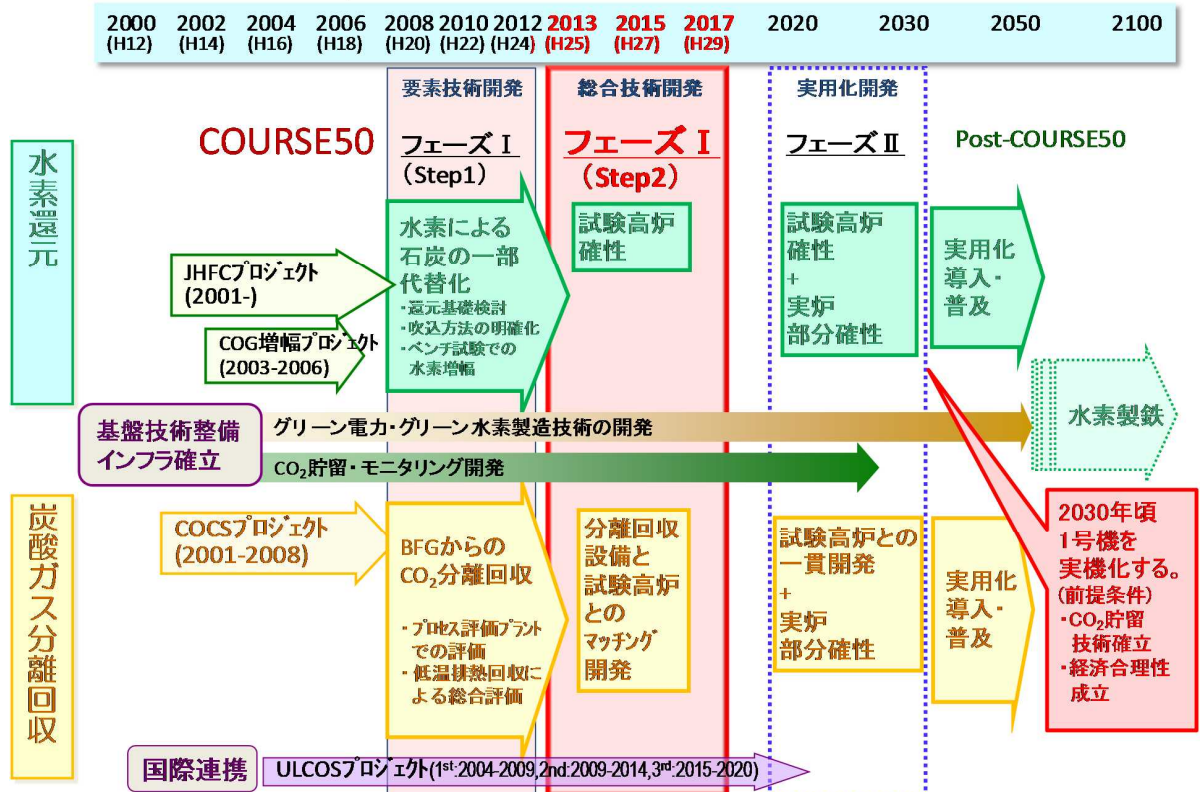 2000 2002 2004 2006 2008 2010 2012 2013 2015 2017 2020 2030 2050 2100
(H12) (H14) (H16) (H18) (H20) (H22) (H24) (H25) (H27) (H29)
要素技術開発
総合技術開発
実用化開発
COURSE50
フェーズⅠ
(Step1)
フェーズⅠ
(Step2)
フェーズⅡ
Post-COURSE50
水素還元
JHFCプロジェクト
(2001-)
COG増幅プロジェクト
(2003-2006)
水素による
石炭の一部
代替化
・還元基礎検討
・吹込方法の明確化
・ベンチ試験での
水素増幅
試験高炉
確性
試験高炉
確性
+
実炉
部分確性
実用化
導入・
普及
水素製鉄
基盤技術整備
インフラ確立
グリーン電力・グリーン水素製造技術の開発
CO₂貯留・モニタリング開発
炭酸ガス分離回収
COCSプロジェクト
(2001-2008)
BFGからの
CO₂分離回収
・プロセス評価プラント
での評価
・低温排熱回収に
よる総合評価
分離回収
設備と
試験高炉
との
マッチング
開発
試験高炉との
一貫開発
+
実炉
部分確性
実用化
導入・
普及
2030年頃
1号機を
実機化する。
(前提条件)
・CO₂貯留
技術確立
・経済合理性
成立
国際連携
ULCOSプロジェクト(1st:2004-2009,2nd:2009-2014,3rd:2015-2020)